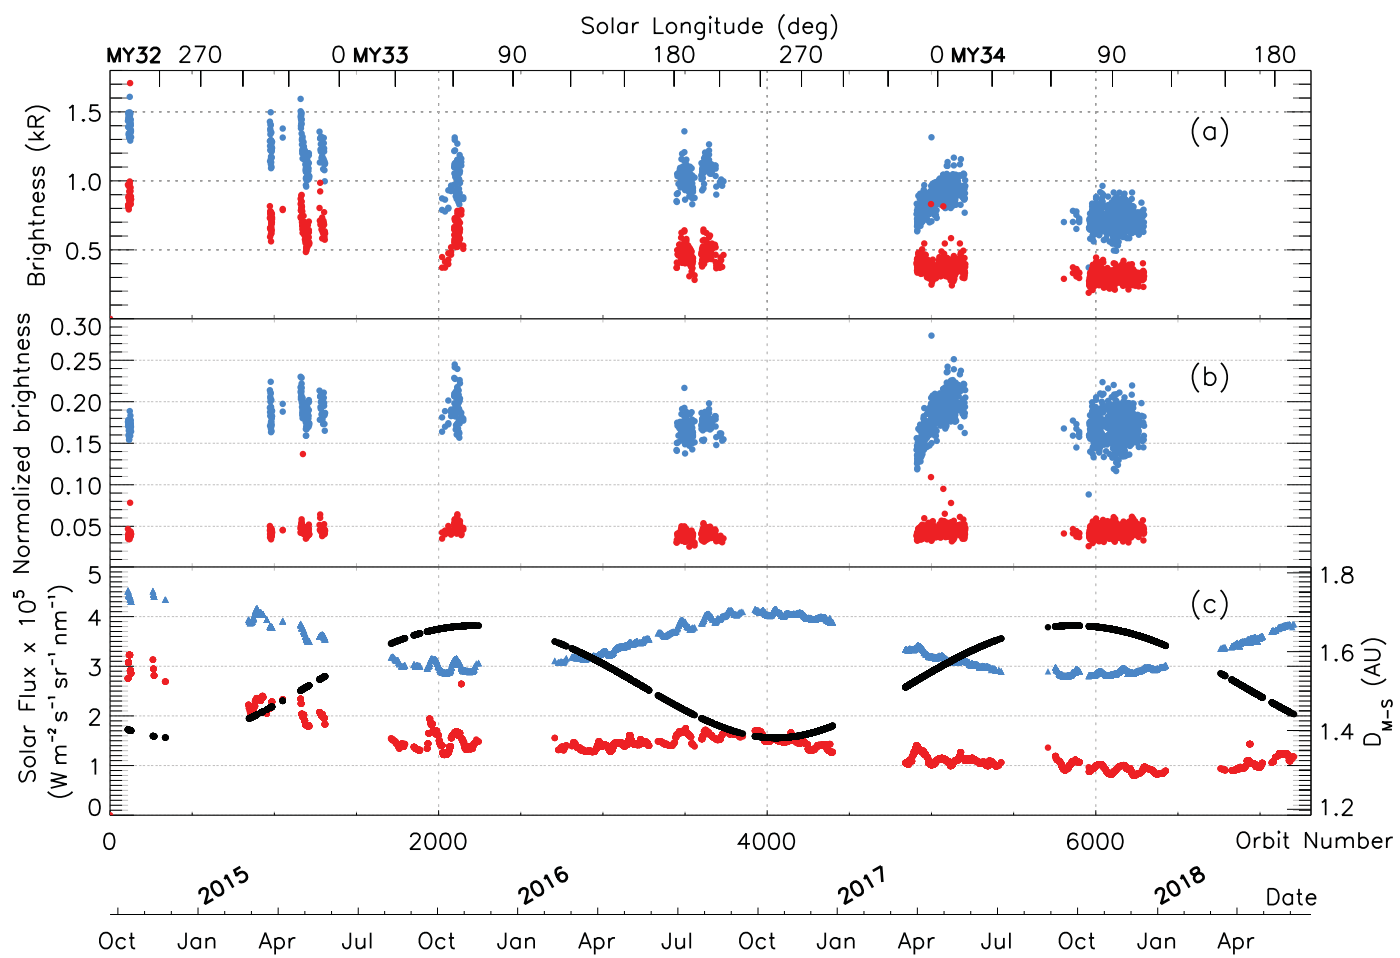 Solar Longitude (deg)
MY32 270 0 MY33 90 180 270 0 MY34 90 180
Brightness (kR)
1.5
1.0
0.5
(a)
Normalized brightness
0.30
0.25
0.20
0.15
0.10
0.05
(b)
Solar Flux x 10⁵
(W m⁻² s⁻¹ sr⁻¹ nm⁻¹)
5
4
3
2
1
0
(c)
1.8
1.6
1.4
1.2
D_M-S (AU)
0 2000 4000 6000 Orbit Number
2015 2016 2017 2018 Date
Oct Jan Apr Jul Oct Jan Apr Jul Oct Jan Apr Jul Oct Jan Apr